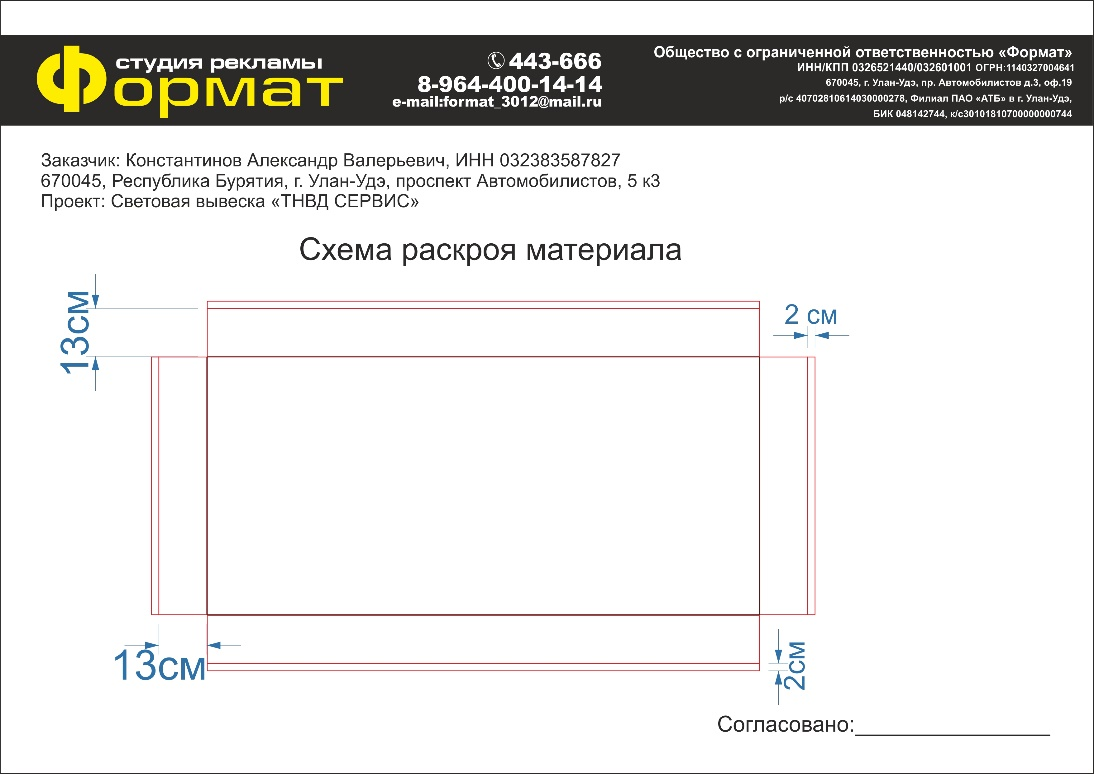 студия рекламы
Формат
443-666
8-964-400-14-14
e-mail:format_3012@mail.ru
Общество с ограниченной ответственностью «Формат»
ИНН/КПП 0326521440/032601001 ОГРН:1140327004641
670045, г. Улан-Удэ, пр. Автомобилистов д.3, оф.19
р/с 40702810614030000278, Филиал ПАО «АТБ» в г. Улан-Удэ,
БИК 048142744, к/с30101810700000000744
Заказчик: Константинов Александр Валерьевич, ИНН 032383587827
670045, Республика Бурятия, г. Улан-Удэ, проспект Автомобилистов, 5 к3
Проект: Световая вывеска «ТНВД СЕРВИС»
Схема раскроя материала
13см
2 см
13см
2см
Согласовано: